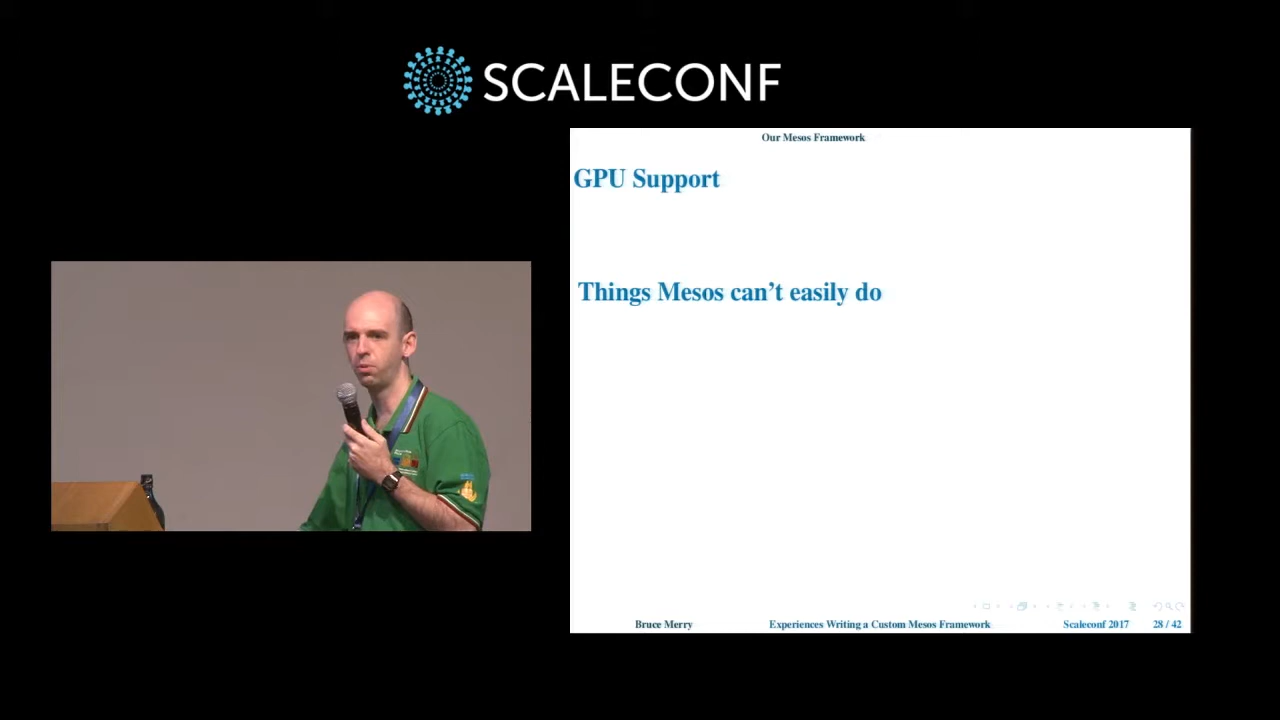 SCALECONF
Our Mesos Framework
GPU Support
Things Mesos can't easily do
Bruce Merry Experiences Writing a Custom Mesos Framework Scaleconf 2017 28 / 42